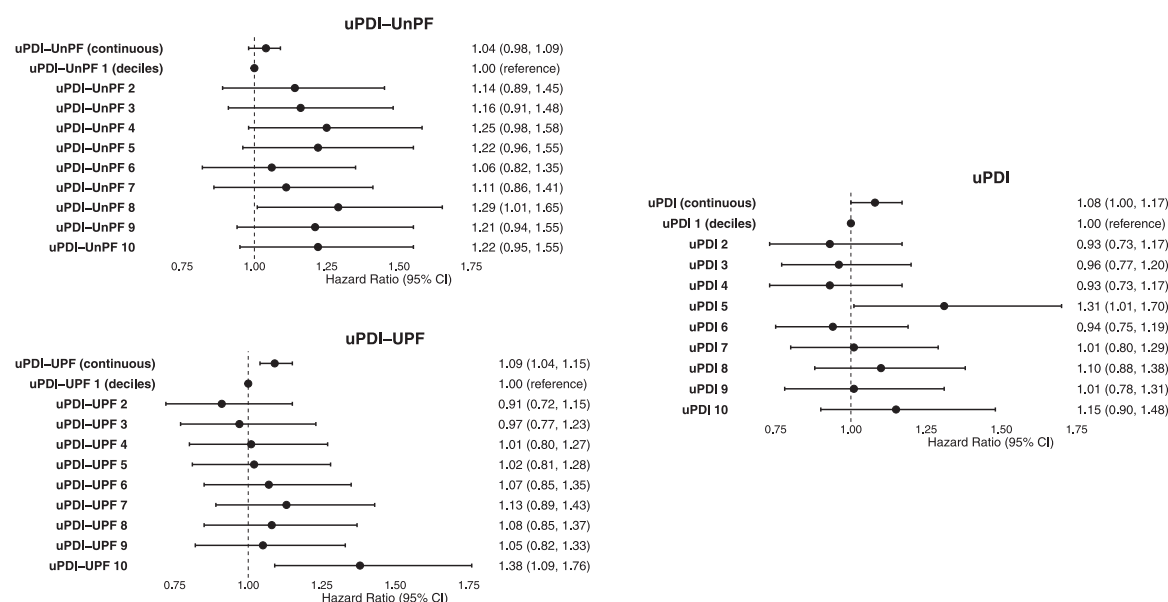 uPDI–UnPF
uPDI–UnPF (continuous) 1.04 (0.98, 1.09)
uPDI–UnPF 1 (deciles) 1.00 (reference)
uPDI–UnPF 2 1.14 (0.89, 1.45)
uPDI–UnPF 3 1.16 (0.91, 1.48)
uPDI–UnPF 4 1.25 (0.98, 1.58)
uPDI–UnPF 5 1.22 (0.96, 1.55)
uPDI–UnPF 6 1.06 (0.82, 1.35)
uPDI–UnPF 7 1.11 (0.86, 1.41)
uPDI–UnPF 8 1.29 (1.01, 1.65)
uPDI–UnPF 9 1.21 (0.94, 1.55)
uPDI–UnPF 10 1.22 (0.95, 1.55)
0.75 1.00 1.25 1.50 1.75
Hazard Ratio (95% CI)
uPDI–UPF
uPDI–UPF (continuous) 1.09 (1.04, 1.15)
uPDI–UPF 1 (deciles) 1.00 (reference)
uPDI–UPF 2 0.91 (0.72, 1.15)
uPDI–UPF 3 0.97 (0.77, 1.23)
uPDI–UPF 4 1.01 (0.80, 1.27)
uPDI–UPF 5 1.02 (0.81, 1.28)
uPDI–UPF 6 1.07 (0.85, 1.35)
uPDI–UPF 7 1.13 (0.89, 1.43)
uPDI–UPF 8 1.08 (0.85, 1.37)
uPDI–UPF 9 1.05 (0.82, 1.33)
uPDI–UPF 10 1.38 (1.09, 1.76)
0.75 1.00 1.25 1.50 1.75
Hazard Ratio (95% CI)
uPDI
uPDI (continuous) 1.08 (1.00, 1.17)
uPDI 1 (deciles) 1.00 (reference)
uPDI 2 0.93 (0.73, 1.17)
uPDI 3 0.96 (0.77, 1.20)
uPDI 4 0.93 (0.73, 1.17)
uPDI 5 1.31 (1.01, 1.70)
uPDI 6 0.94 (0.75, 1.19)
uPDI 7 1.01 (0.80, 1.29)
uPDI 8 1.10 (0.88, 1.38)
uPDI 9 1.01 (0.78, 1.31)
uPDI 10 1.15 (0.90, 1.48)
0.75 1.00 1.25 1.50 1.75
Hazard Ratio (95% CI)